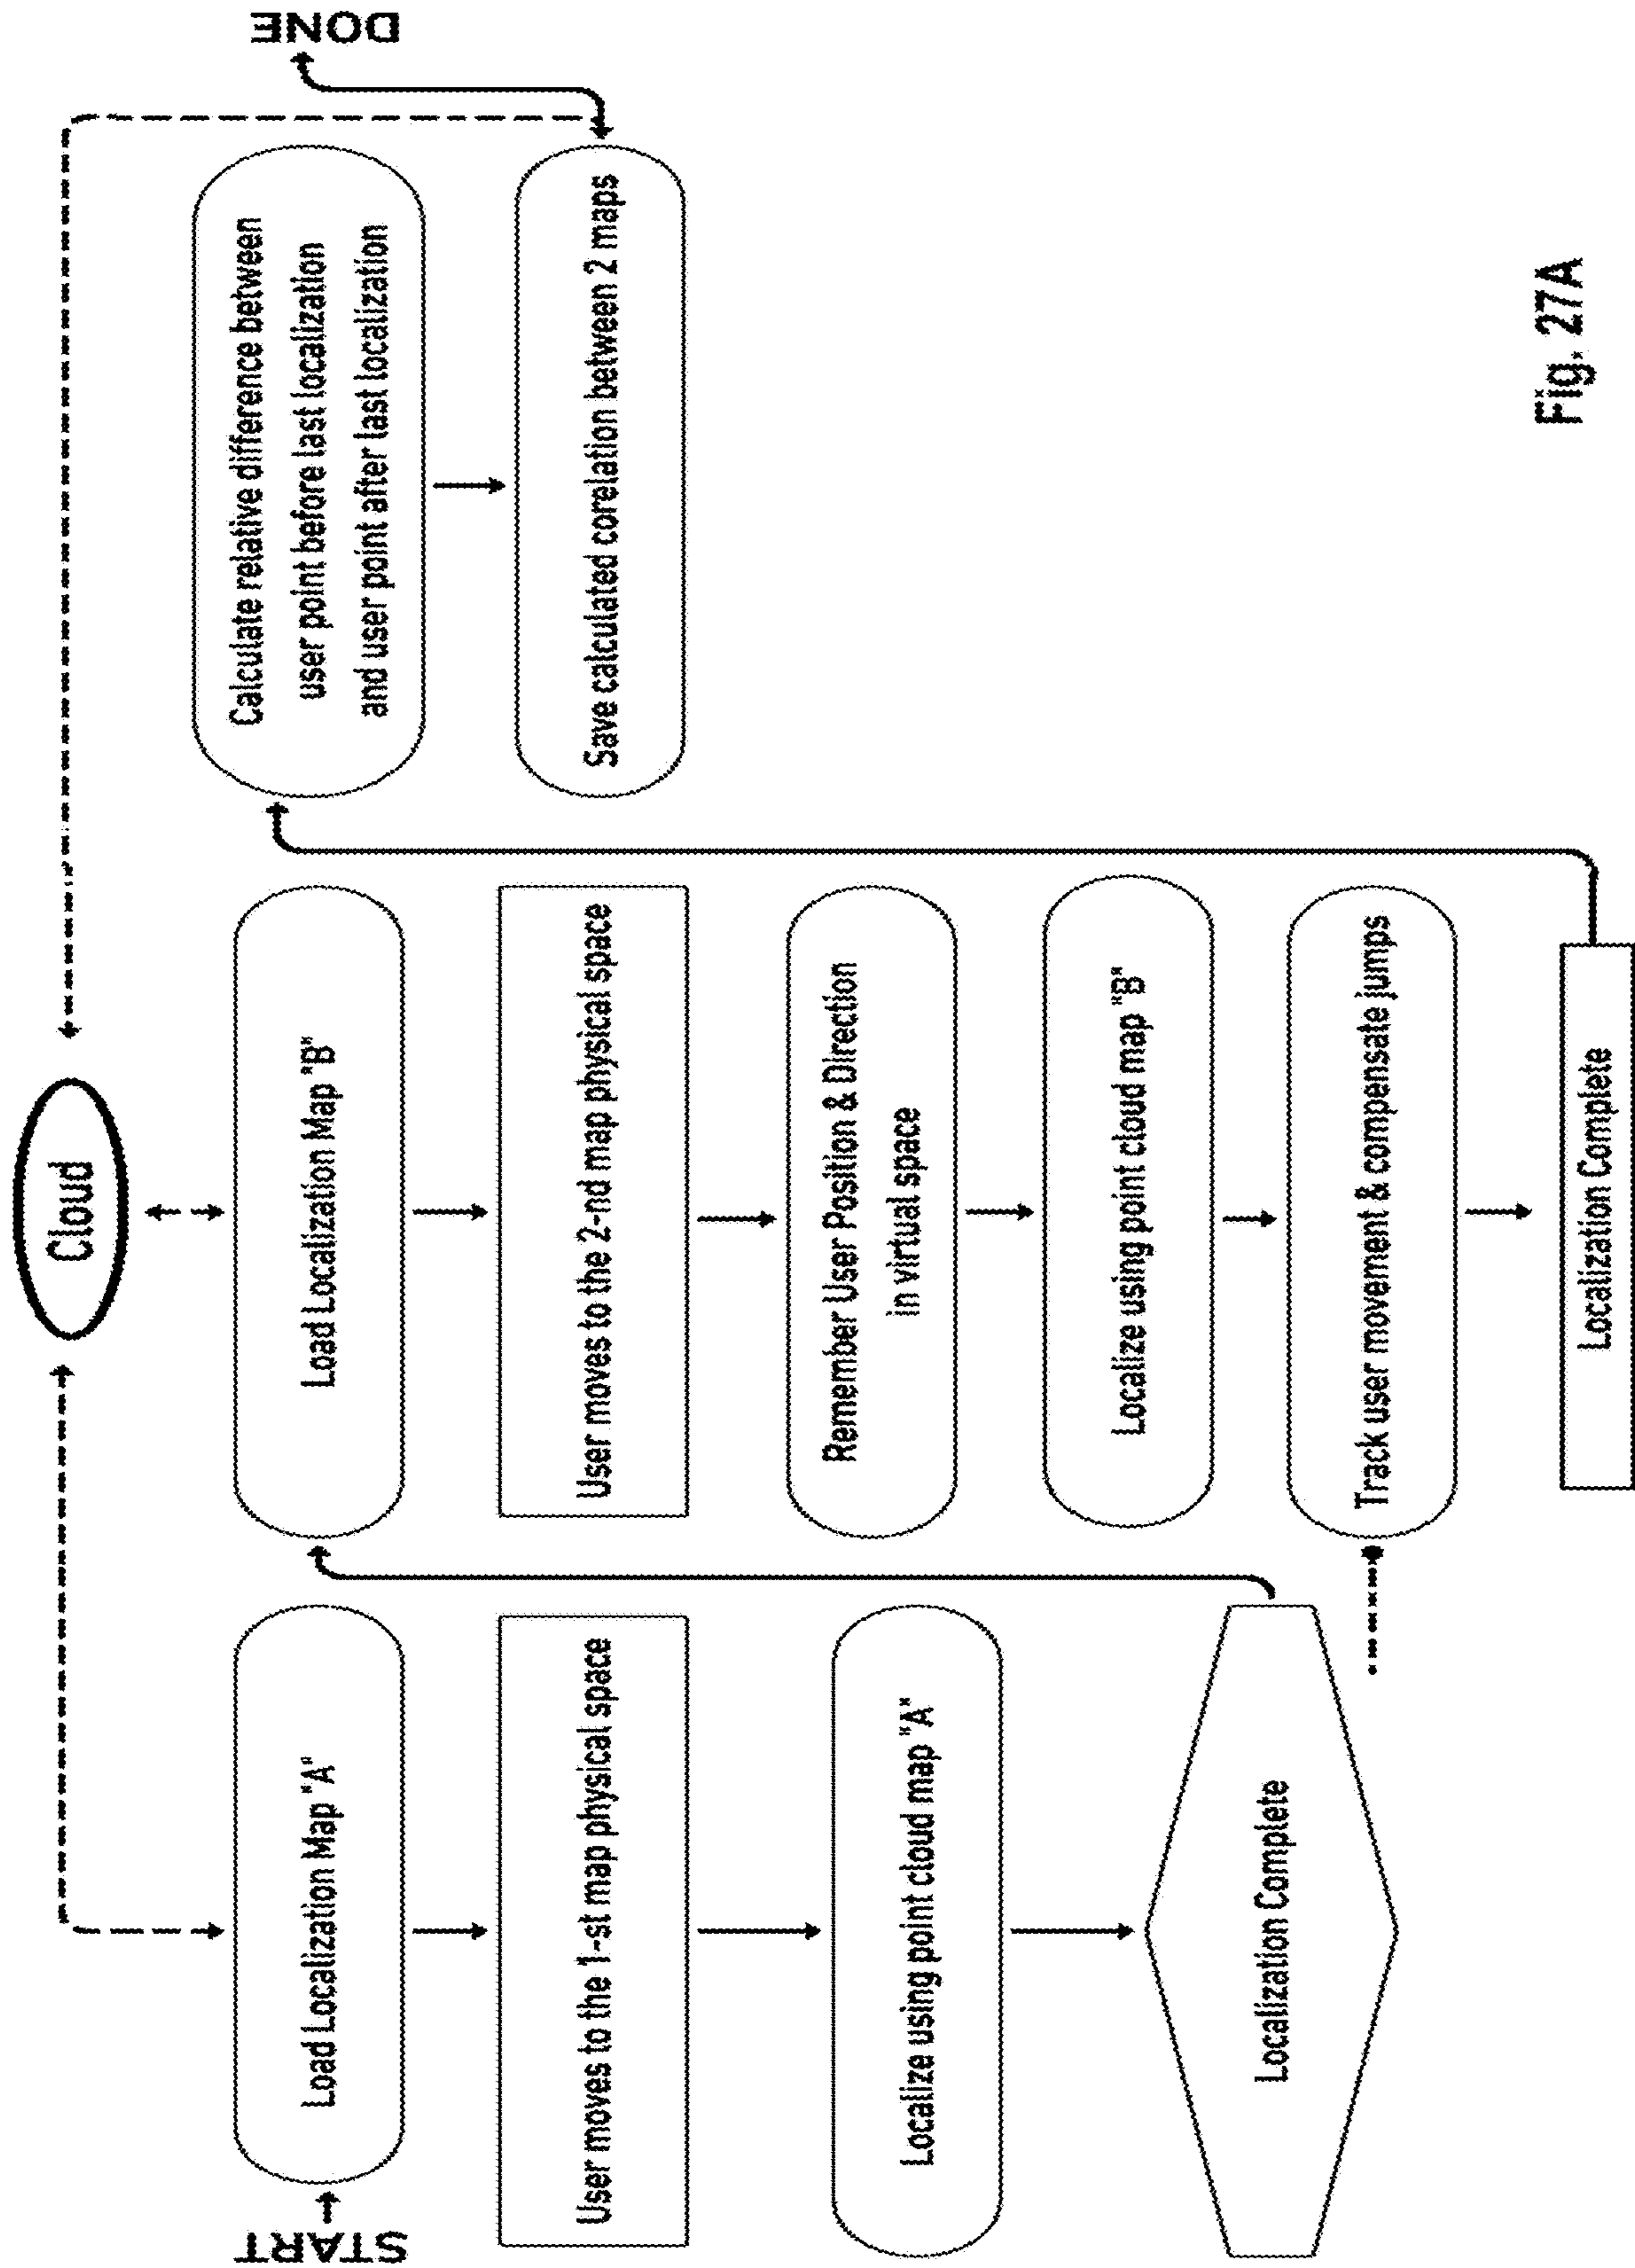 Cloud
START
Load Localization Map "A"
User moves to the 1-st map physical space
Localize using point cloud map "A"
Localization Complete
Load Localization Map "B"
User moves to the 2-nd map physical space
Remember User Position & Direction
in virtual space
Localize using point cloud map "B"
Track user movement & compensate jumps
Localization Complete
Calculate relative difference between
user point before last localization
and user point after last localization
Save calculated corelation between 2 maps
DONE
Fig. 27A